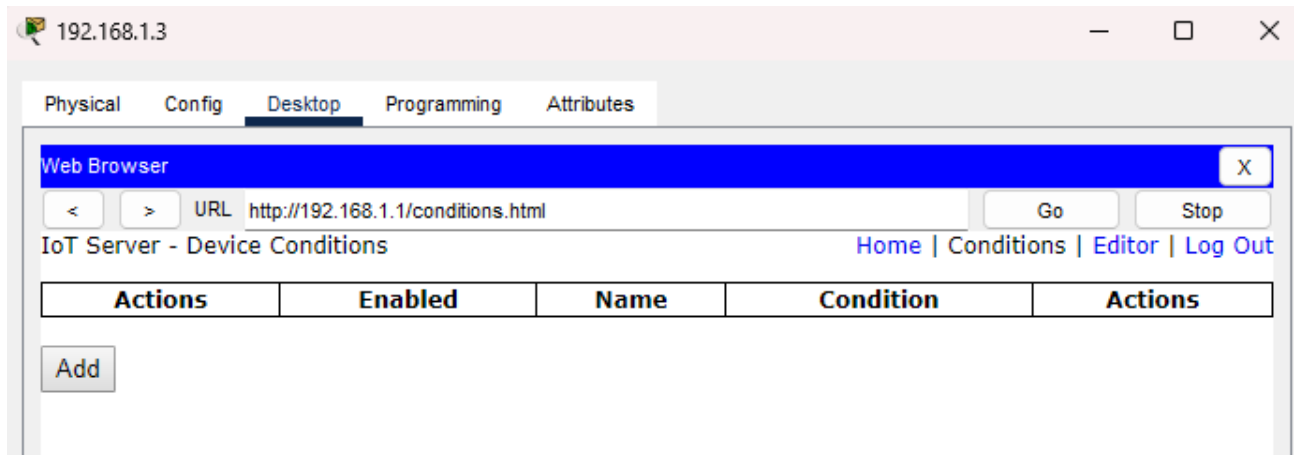 192.168.1.3
Physical Config Desktop Programming Attributes
Web Browser X
< > URL http://192.168.1.1/conditions.html Go Stop
IoT Server - Device Conditions Home | Conditions | Editor | Log Out
Actions Enabled Name Condition Actions
Add